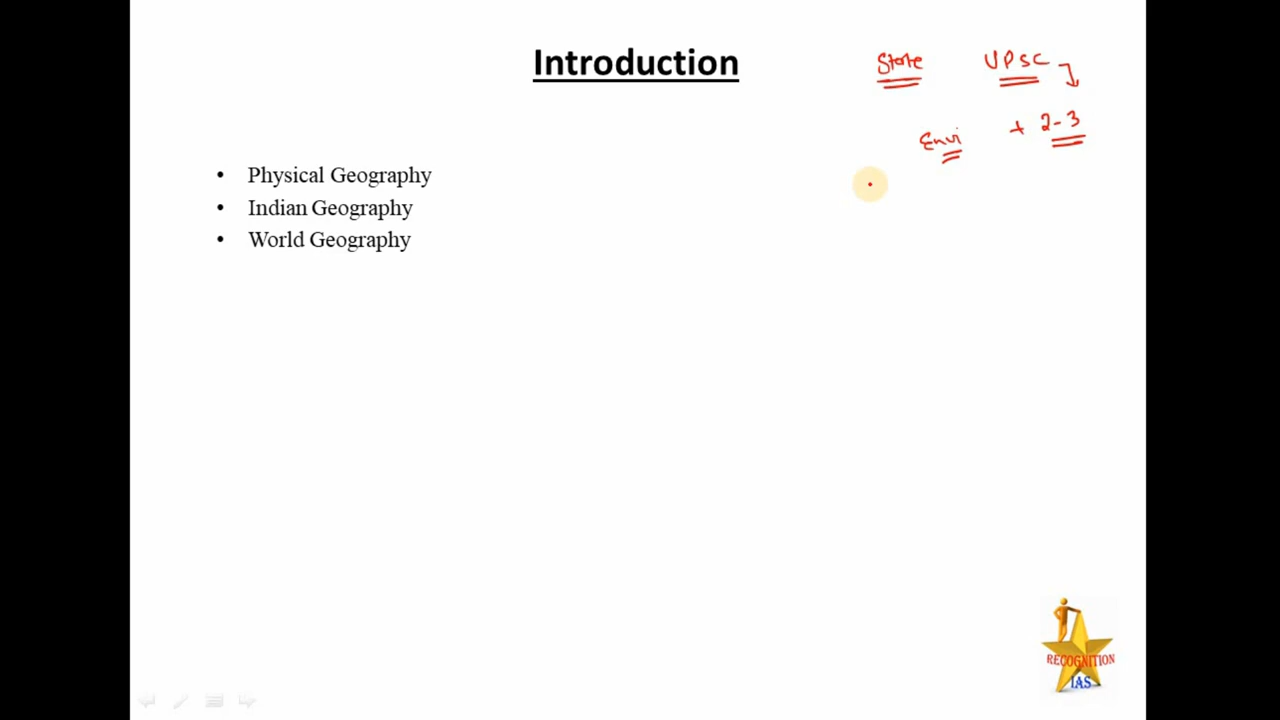 Introduction
State UPSC
Envi + 2-3
• Physical Geography
• Indian Geography
• World Geography
RECOGNITION
IAS